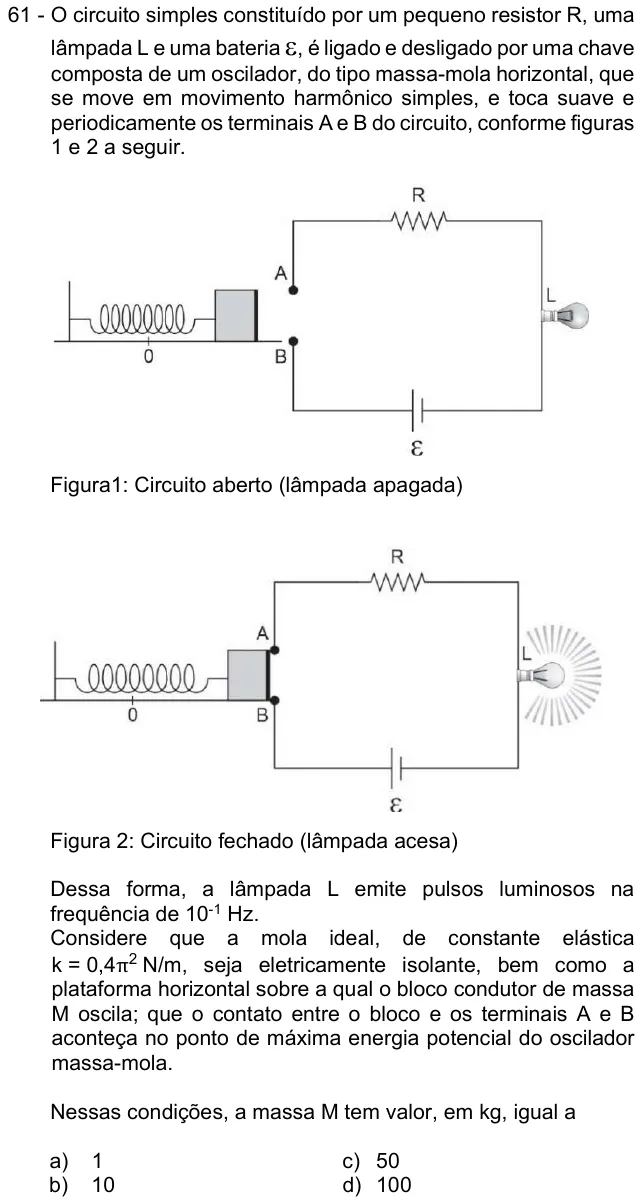 61 - O circuito simples constituído por um pequeno resistor R, uma
lâmpada L e uma bateria ε, é ligado e desligado por uma chave
composta de um oscilador, do tipo massa-mola horizontal, que
se move em movimento harmônico simples, e toca suave e
periodicamente os terminais A e B do circuito, conforme figuras
1 e 2 a seguir.
R
A
L
0
B
ε
Figura1: Circuito aberto (lâmpada apagada)
R
A
L
0
B
ε
Figura 2: Circuito fechado (lâmpada acesa)
Dessa forma, a lâmpada L emite pulsos luminosos na
frequência de 10⁻¹ Hz.
Considere que a mola ideal, de constante elástica
k = 0,4π² N/m, seja eletricamente isolante, bem como a
plataforma horizontal sobre a qual o bloco condutor de massa
M oscila; que o contato entre o bloco e os terminais A e B
aconteça no ponto de máxima energia potencial do oscilador
massa-mola.
Nessas condições, a massa M tem valor, em kg, igual a
a) 1 c) 50
b) 10 d) 100